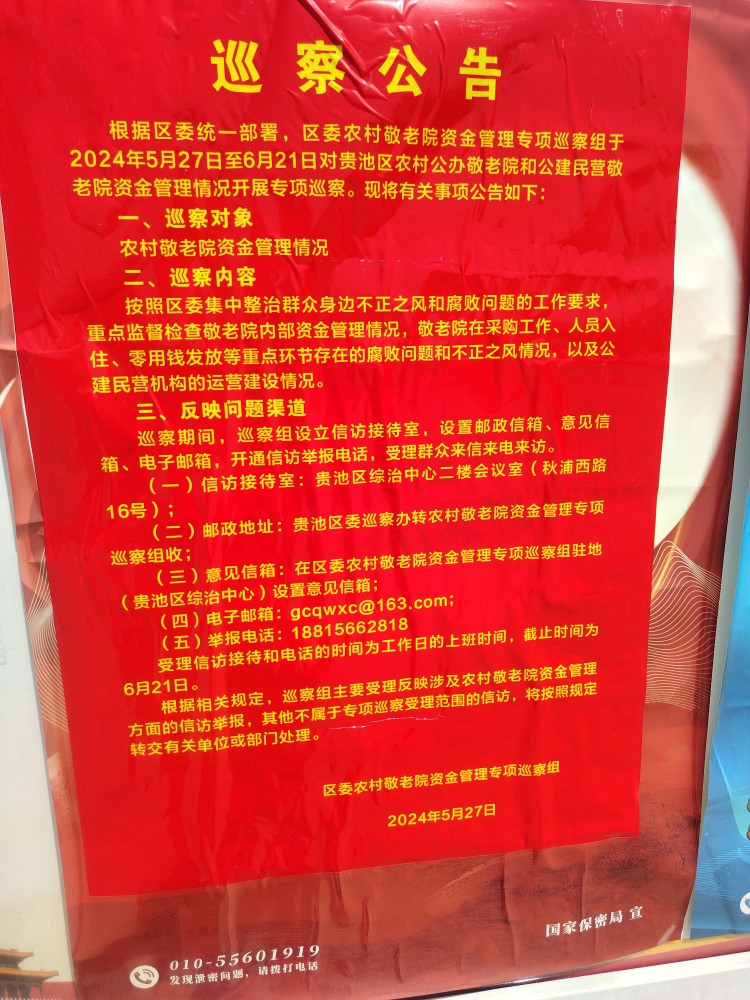 巡察公告
根据区委统一部署，区委农村敬老院资金管理专项巡察组于
2024年5月27日至6月21日对贵池区农村公办敬老院和公建民营敬
老院资金管理情况开展专项巡察。现将有关事项公告如下：
一、巡察对象
农村敬老院资金管理情况
二、巡察内容
按照区委集中整治群众身边不正之风和腐败问题的工作要求，
重点监督检查敬老院内部资金管理情况，敬老院在采购工作、人员入
住、零用钱发放等重点环节存在的腐败问题和不正之风情况，以及公
建民营机构的运营建设情况。
三、反映问题渠道
巡察期间，巡察组设立信访接待室，设置邮政信箱、意见信
箱、电子邮箱，开通信访举报电话，受理群众来信来电来访。
（一）信访接待室：贵池区综治中心二楼会议室（秋浦西路
16号）；
（二）邮政地址：贵池区委巡察办转农村敬老院资金管理专项
巡察组收；
（三）意见信箱：在区委农村敬老院资金管理专项巡察组驻地
（贵池区综治中心）设置意见信箱；
（四）电子邮箱：gcqwxc@163.com；
（五）举报电话：18815662818
受理信访接待和电话的时间为工作日的上班时间，截止时间为
6月21日。
根据相关规定，巡察组主要受理反映涉及农村敬老院资金管理
方面的信访举报，其他不属于专项巡察受理范围的信访，将按照规定
转交有关单位或部门处理。
区委农村敬老院资金管理专项巡察组
2024年5月27日
国家保密局 宣
010-55601919
发现泄密问题，请拨打电话